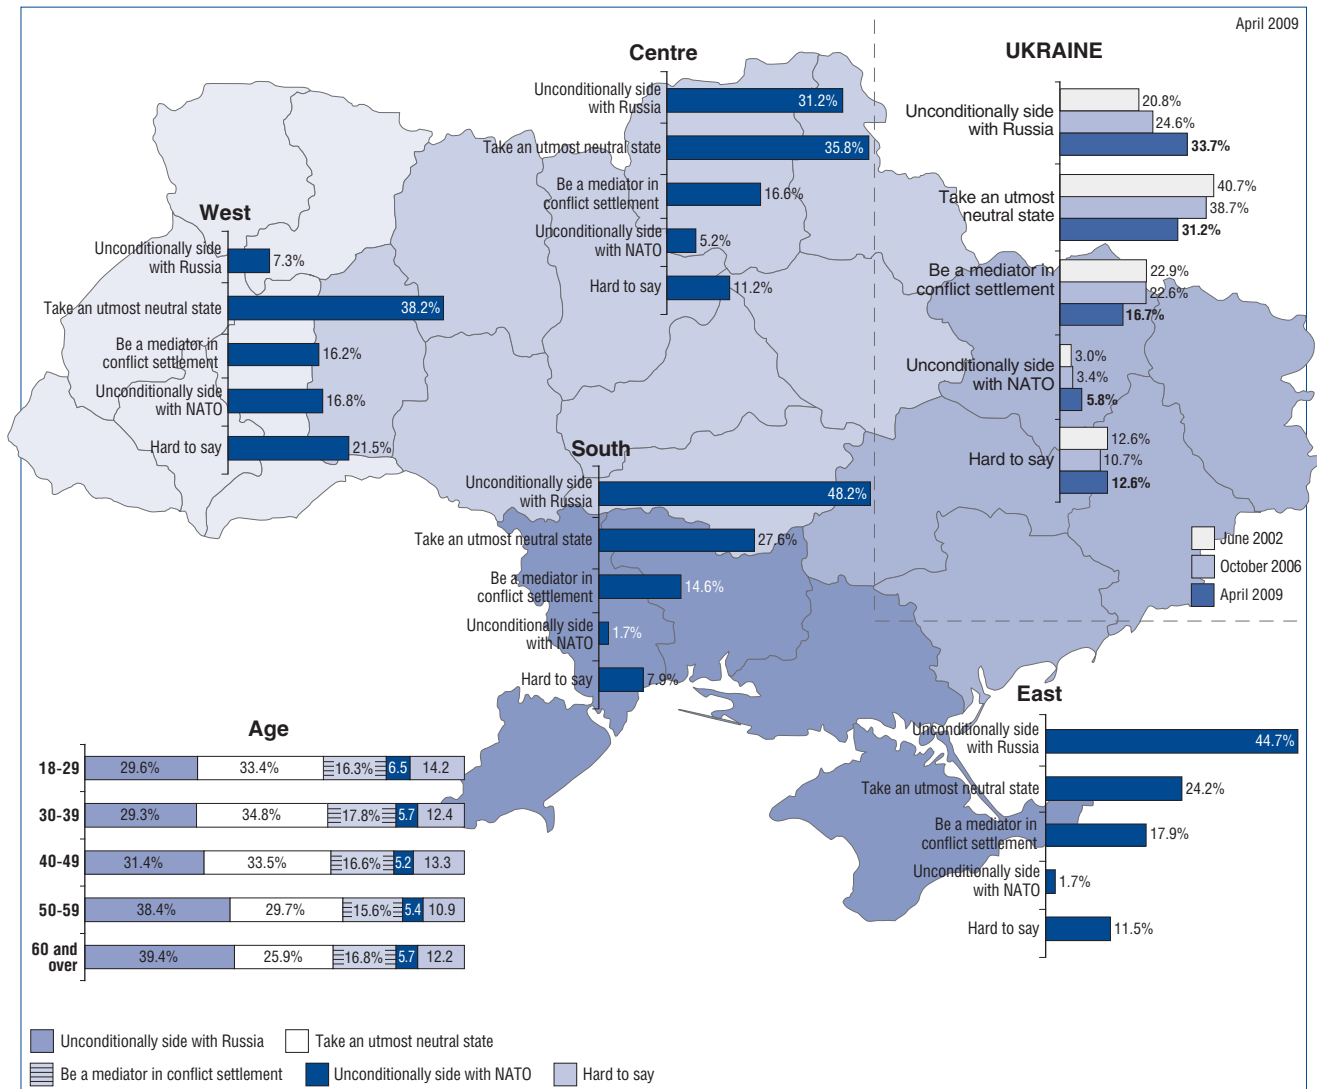 April 2009
Centre
Unconditionally side
with Russia
31.2%
Take an utmost neutral state
35.8%
Be a mediator in
conflict settlement
16.6%
Unconditionally side
with NATO
5.2%
Hard to say
11.2%
UKRAINE
Unconditionally side
with Russia
20.8%
24.6%
33.7%
Take an utmost
neutral state
40.7%
38.7%
31.2%
Be a mediator in
conflict settlement
22.9%
22.6%
16.7%
Unconditionally side
with NATO
3.0%
3.4%
5.8%
Hard to say
12.6%
10.7%
12.6%
June 2002
October 2006
April 2009
West
Unconditionally side
with Russia
7.3%
Take an utmost neutral state
38.2%
Be a mediator in
conflict settlement
16.2%
Unconditionally side
with NATO
16.8%
Hard to say
21.5%
South
Unconditionally side
with Russia
48.2%
Take an utmost neutral state
27.6%
Be a mediator in
conflict settlement
14.6%
Unconditionally side
with NATO
1.7%
Hard to say
7.9%
East
Unconditionally side
with Russia
44.7%
Take an utmost neutral state
24.2%
Be a mediator in
conflict settlement
17.9%
Unconditionally side
with NATO
1.7%
Hard to say
11.5%
Age
18-29 29.6% 33.4% 16.3% 6.5 14.2
30-39 29.3% 34.8% 17.8% 5.7 12.4
40-49 31.4% 33.5% 16.6% 5.2 13.3
50-59 38.4% 29.7% 15.6% 5.4 10.9
60 and
over
39.4% 25.9% 16.8% 5.7 12.2
Unconditionally side with Russia
Take an utmost neutral state
Be a mediator in conflict settlement
Unconditionally side with NATO
Hard to say